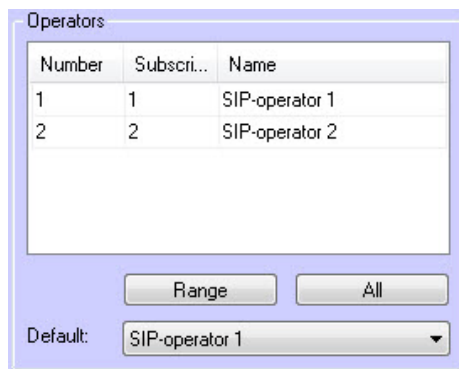 Operators
Number Subscri... Name
1 1 SIP-operator 1
2 2 SIP-operator 2
Range All
Default: SIP-operator 1